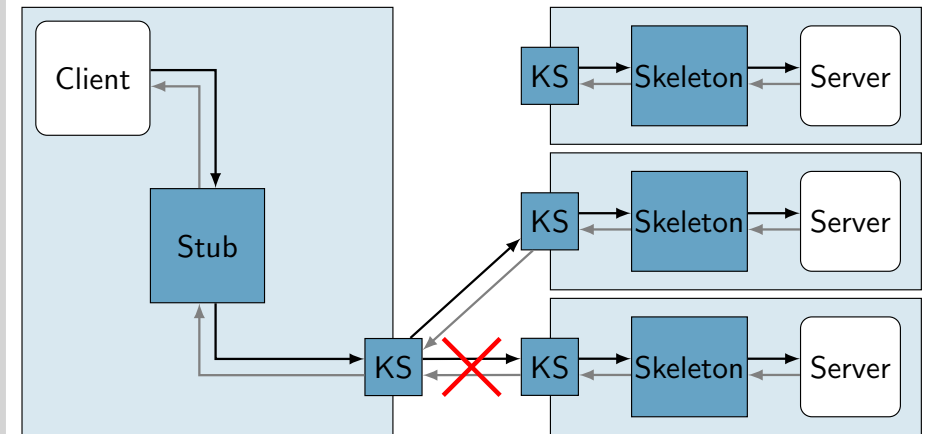 Client
Stub
KS
KS
Skeleton
Server
KS
Skeleton
Server
KS
Skeleton
Server